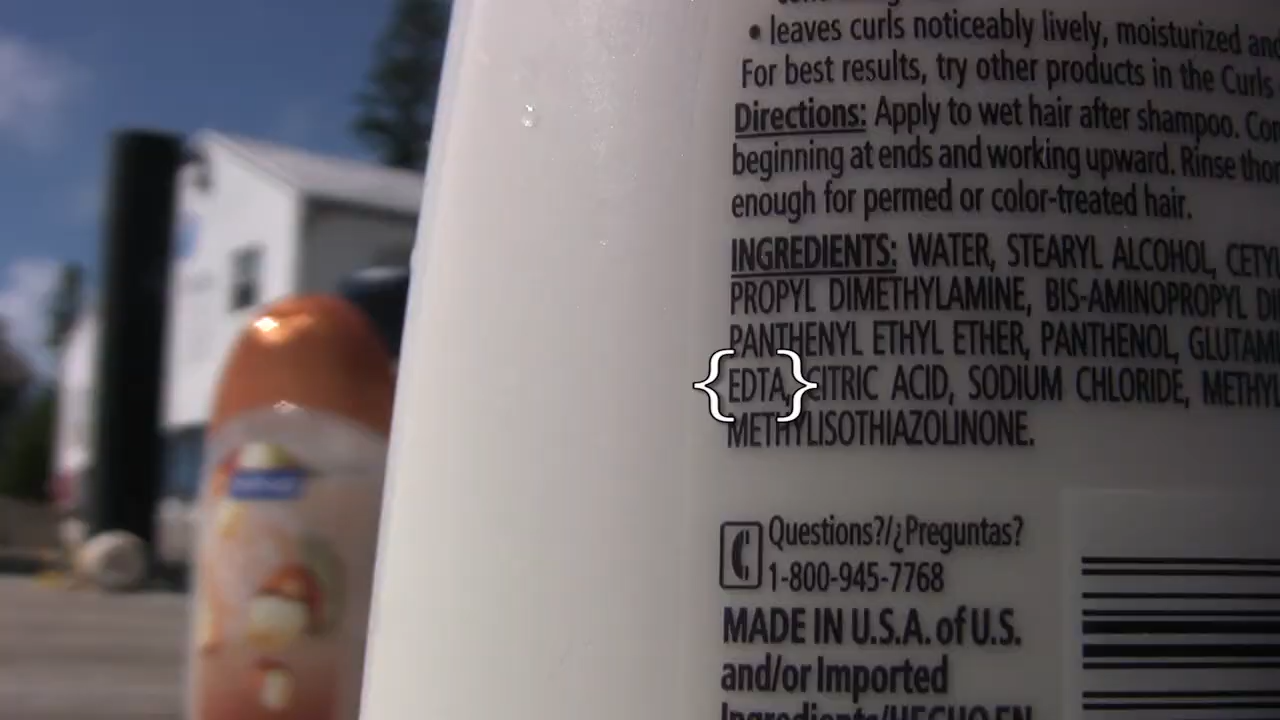 • leaves curls noticeably lively, moisturized and
For best results, try other products in the Curls
Directions: Apply to wet hair after shampoo.
beginning at ends and working upward. Rinse
enough for permed or color-treated hair.
INGREDIENTS: WATER, STEARYL ALCOHOL,
PROPYL DIMETHYLAMINE, BIS-AMINOPROPYL
PANTHENYL ETHYL ETHER, PANTHENOL,
{EDTA,} CITRIC ACID, SODIUM CHLORIDE,
METHYLISOTHIAZOLINONE.
Questions?/¿Preguntas?
1-800-945-7768
MADE IN U.S.A. of U.S.
and/or Imported
Ingredients/HECHO EN